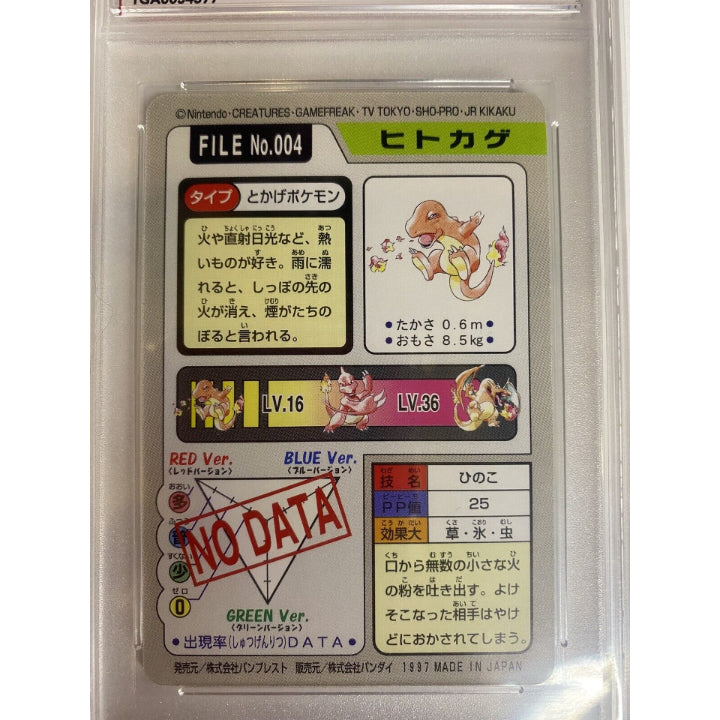 ©Nintendo・CREATURES・GAMEFREAK・TV TOKYO・SHO-PRO・JR KIKAKU
FILE No.004
ヒトカゲ
タイプ とかげポケモン
火や直射日光など、熱
いものが好き。雨に濡
れると、しっぽの先の
火が消え、煙がたちの
ぼると言われる。
•たかさ 0.6m•
•おもさ 8.5kg•
LV.16
LV.36
RED Ver.
(レッドバージョン)
BLUE Ver.
(ブルーバージョン)
おおい
多
すくない
少
ゼロ
0
NO DATA
GREEN Ver.
(グリーンバージョン)
•出現率(しゅつげんりつ)DATA•
技名 ひのこ
PP値 25
効果大 草・氷・虫
口から無数の小さな火
の粉を吐き出す。よけ
そこなった相手はやけ
どにおかされてしまう。
発売元／株式会社バンプレスト 販売元／株式会社バンダイ 1997 MADE IN JAPAN